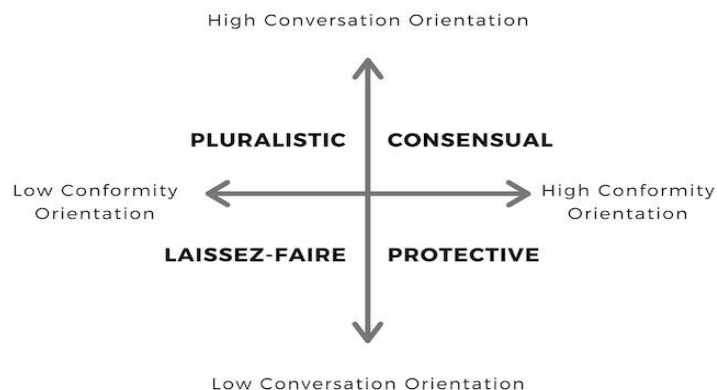 High Conversation Orientation
PLURALISTIC CONSENSUAL
Low Conformity
Orientation
High Conformity
Orientation
LAISSEZ-FAIRE PROTECTIVE
Low Conversation Orientation